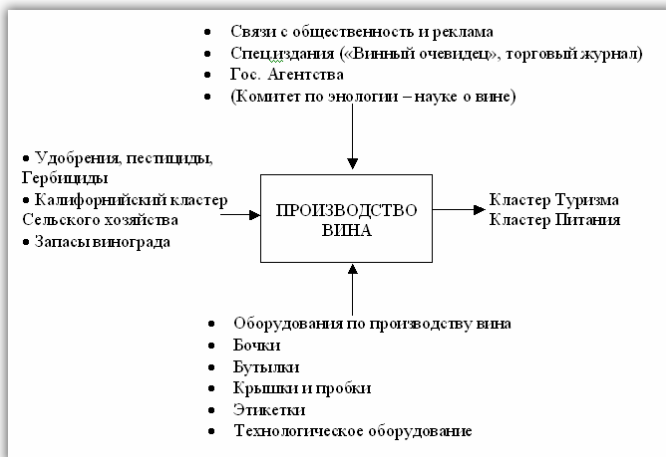 • Связи с общественность и реклама
• Спец.издания («Винный очевидец», торговый журнал)
• Гос. Агентства
• (Комитет по энологии – науке о вине)
• Удобрения, пестициды,
Гербициды
• Калифорнийский кластер
Сельского хозяйства
• Запасы винограда
ПРОИЗВОДСТВО
ВИНА
Кластер Туризма
Кластер Питания
• Оборудования по производству вина
• Бочки
• Бутылки
• Крышки и пробки
• Этикетки
• Технологическое оборудование